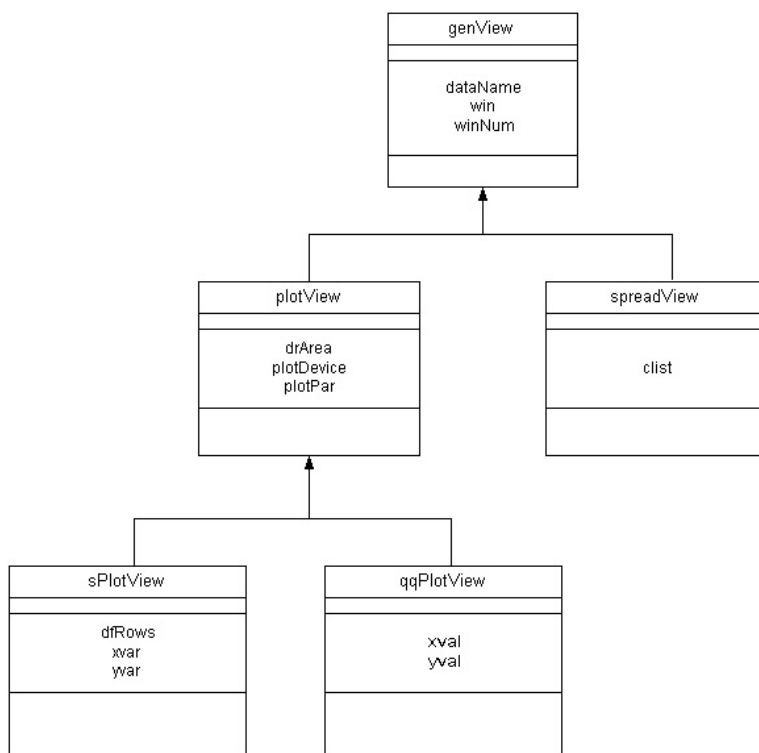 genView
dataName
win
winNum
plotView
drArea
plotDevice
plotPar
spreadView
clist
sPlotView
dfRows
xvar
yvar
qqPlotView
xval
yval